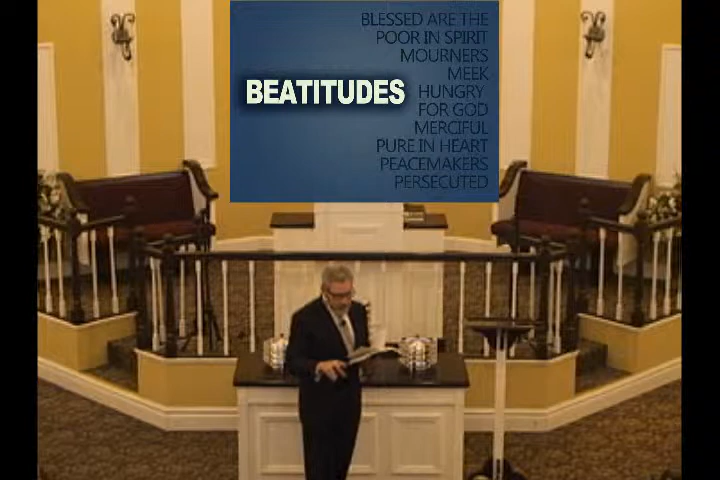 BEATITUDES
BLESSED ARE THE
POOR IN SPIRIT
MOURNERS
MEEK
HUNGRY
FOR GOD
MERCIFUL
PURE IN HEART
PEACEMAKERS
PERSECUTED